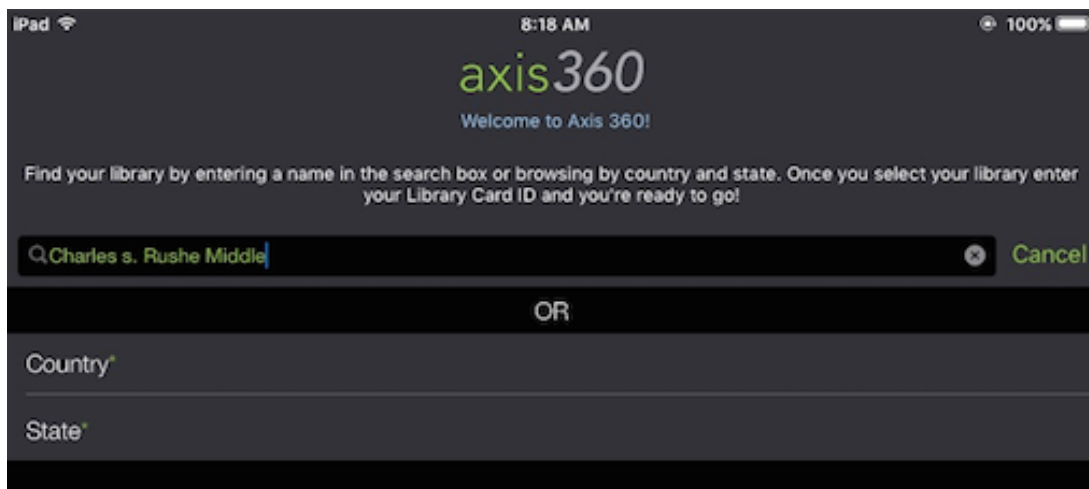 iPad 8:18 AM 100%
axis360
Welcome to Axis 360!
Find your library by entering a name in the search box or browsing by country and state. Once you select your library enter
your Library Card ID and you're ready to go!
Charles s. Rushe Middle Cancel
OR
Country*
State*